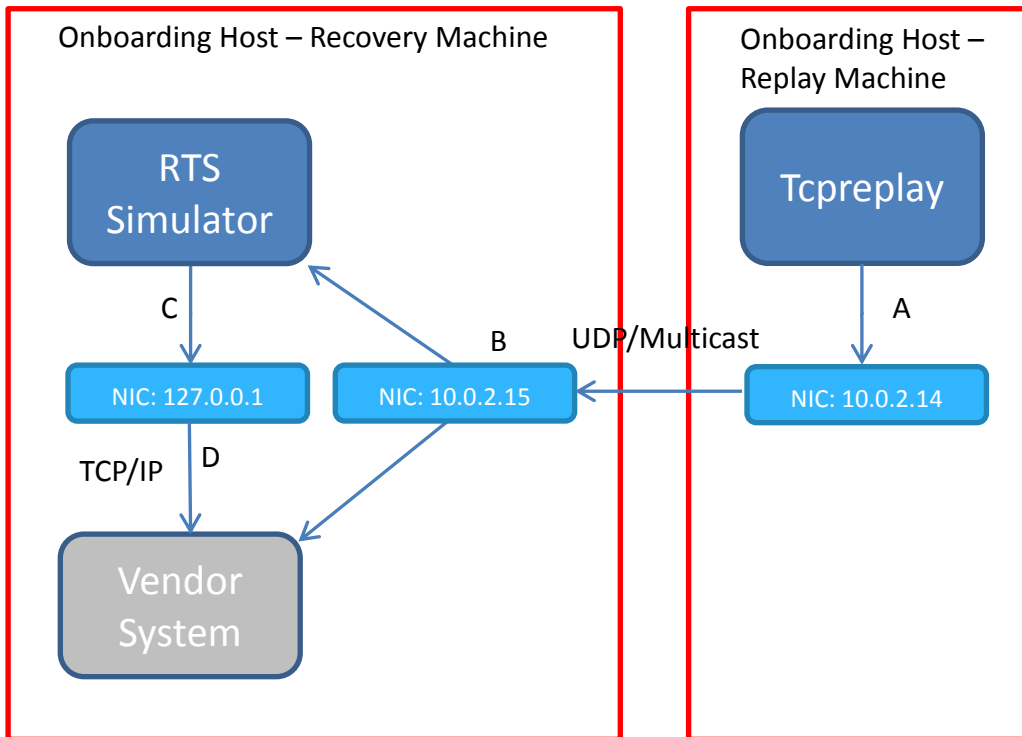 Onboarding Host – Recovery Machine
Onboarding Host –
Replay Machine
RTS
Simulator
Tcpreplay
C
B
UDP/Multicast
A
NIC: 127.0.0.1
NIC: 10.0.2.15
NIC: 10.0.2.14
TCP/IP
D
Vendor
System